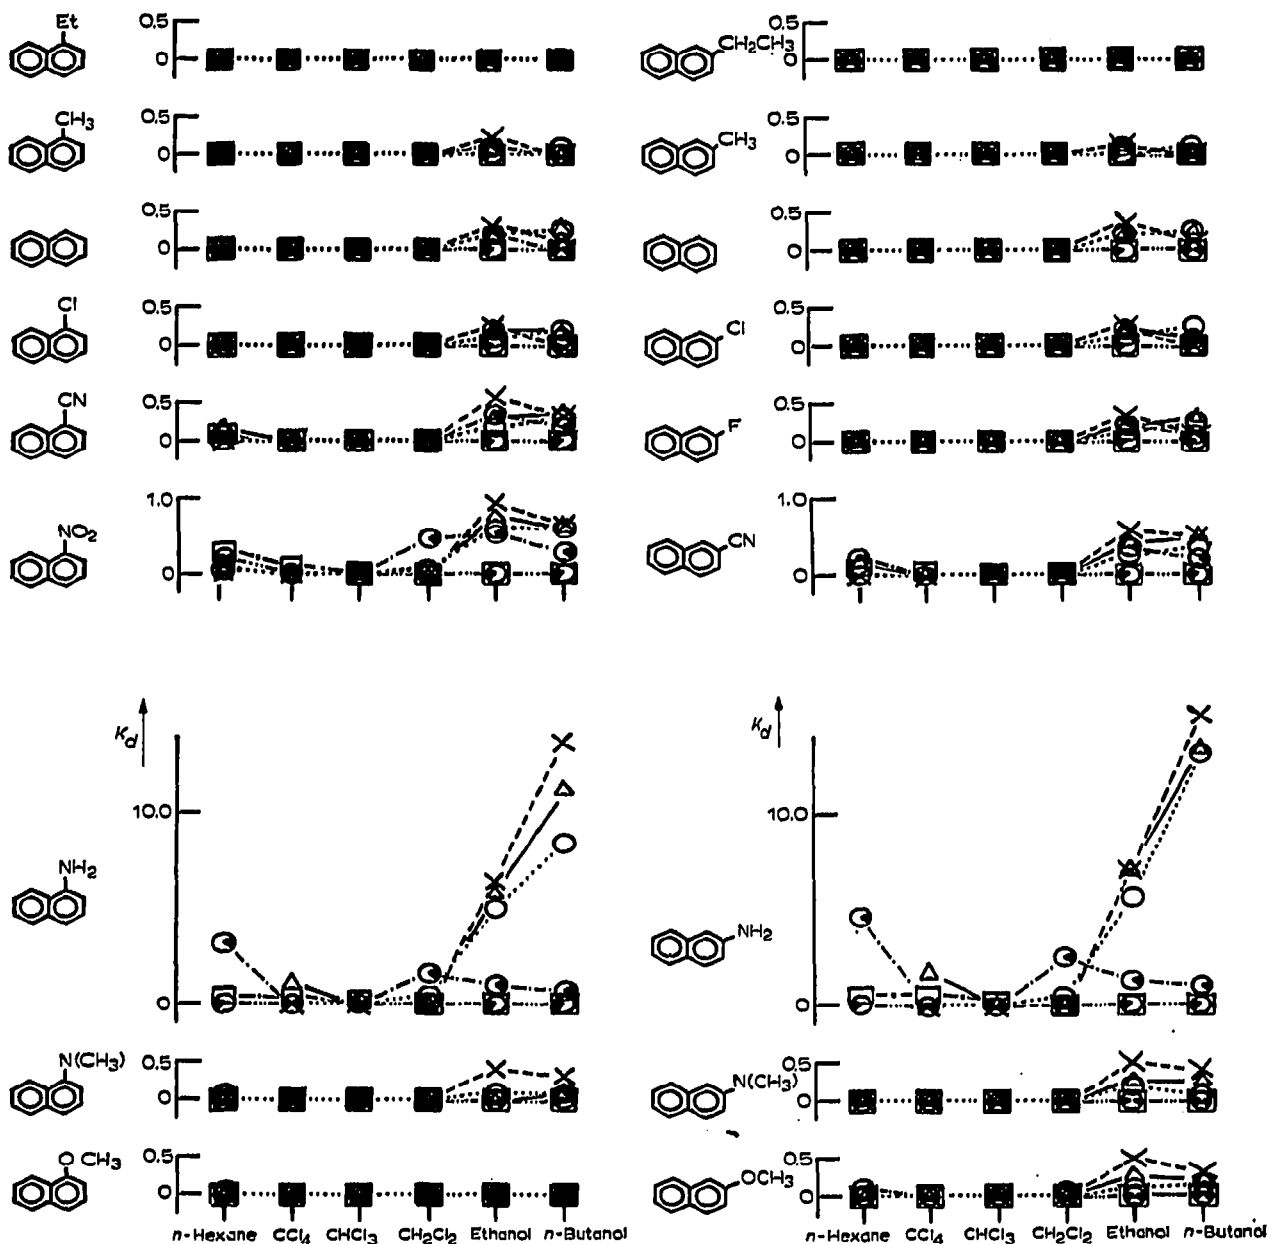 Et 0.5 0.5 CH2CH3
0 0
CH3 0.5 0.5 CH3
0 0
0.5 0.5
0 0
Cl 0.5 0.5 Cl
0 0
CN 0.5 0.5 F
0 0
NO2 1.0 1.0 CN
0 0
Kd Kd
10.0 10.0
NH2 NH2
0 0
N(CH3) 0.5 0.5 N(CH3)
0 0
O CH3 0.5 0.5 OCH3
0 0
n-Hexane CCl4 CHCl3 CH2Cl2 Ethanol n-Butanol n-Hexane CCl4 CHCl3 CH2Cl2 Ethanol n-Butanol